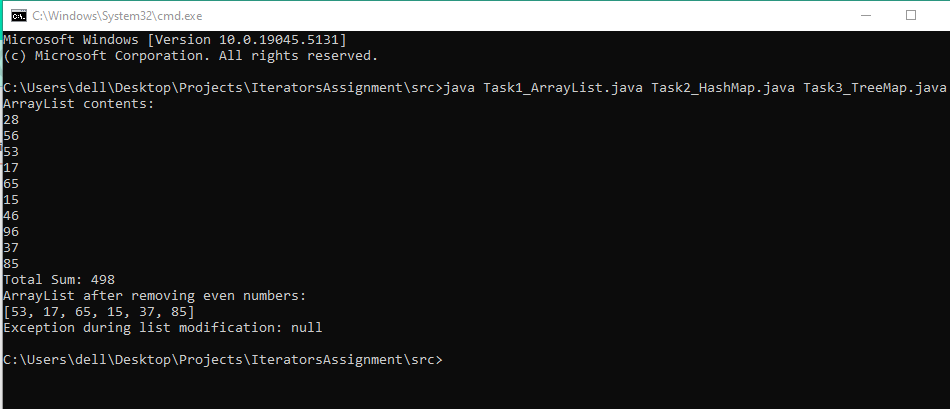 C:\Windows\System32\cmd.exe
Microsoft Windows [Version 10.0.19045.5131]
(c) Microsoft Corporation. All rights reserved.
C:\Users\dell\Desktop\Projects\IteratorsAssignment\src>java Task1_ArrayList.java Task2_HashMap.java Task3_TreeMap.java
ArrayList contents:
28
56
53
17
65
15
46
96
37
85
Total Sum: 498
ArrayList after removing even numbers:
[53, 17, 65, 15, 37, 85]
Exception during list modification: null
C:\Users\dell\Desktop\Projects\IteratorsAssignment\src>